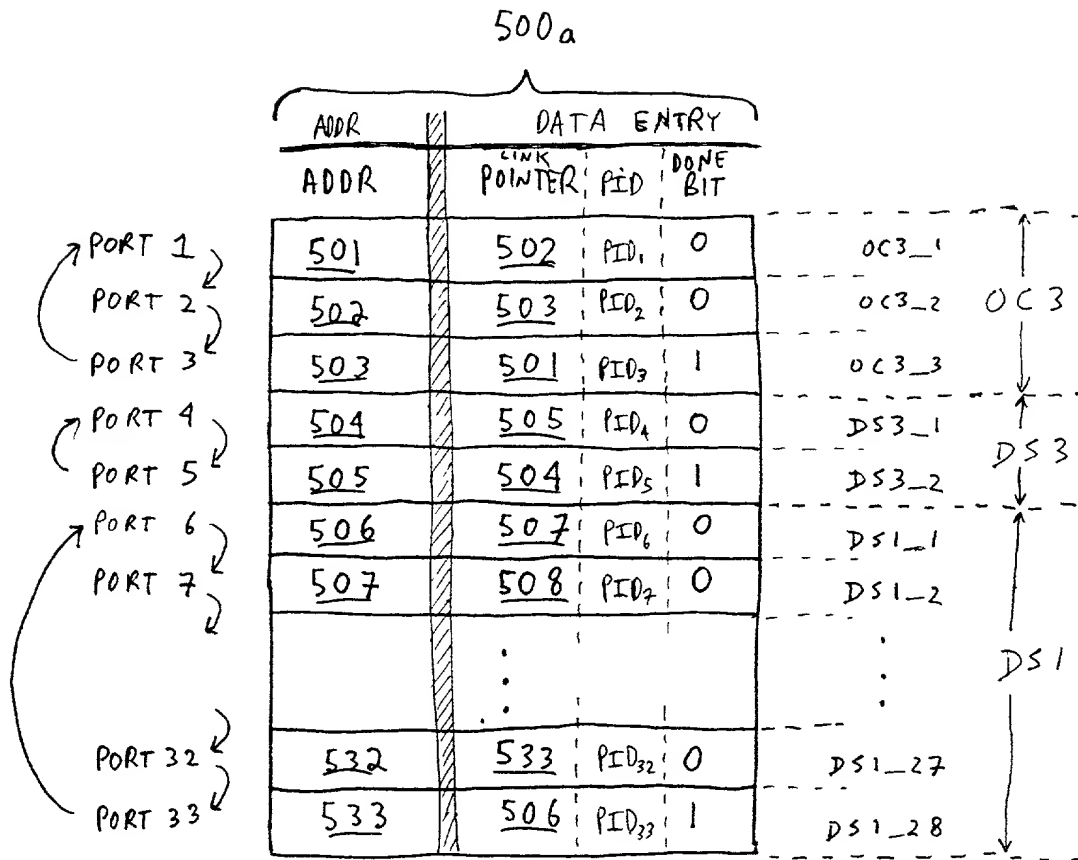 500a
ADDR DATA ENTRY
ADDR LINK POINTER PID DONE BIT
PORT 1 501 502 PID₁ 0 OC3_1
PORT 2 502 503 PID₂ 0 OC3_2 OC3
PORT 3 503 501 PID₃ 1 OC3_3
PORT 4 504 505 PID₄ 0 DS3_1
DS3
PORT 5 505 504 PID₅ 1 DS3_2
PORT 6 506 507 PID₆ 0 DS1_1
PORT 7 507 508 PID₇ 0 DS1_2
DS1
PORT 32 532 533 PID₃₂ 0 DS1_27
PORT 33 533 506 PID₃₃ 1 DS1_28